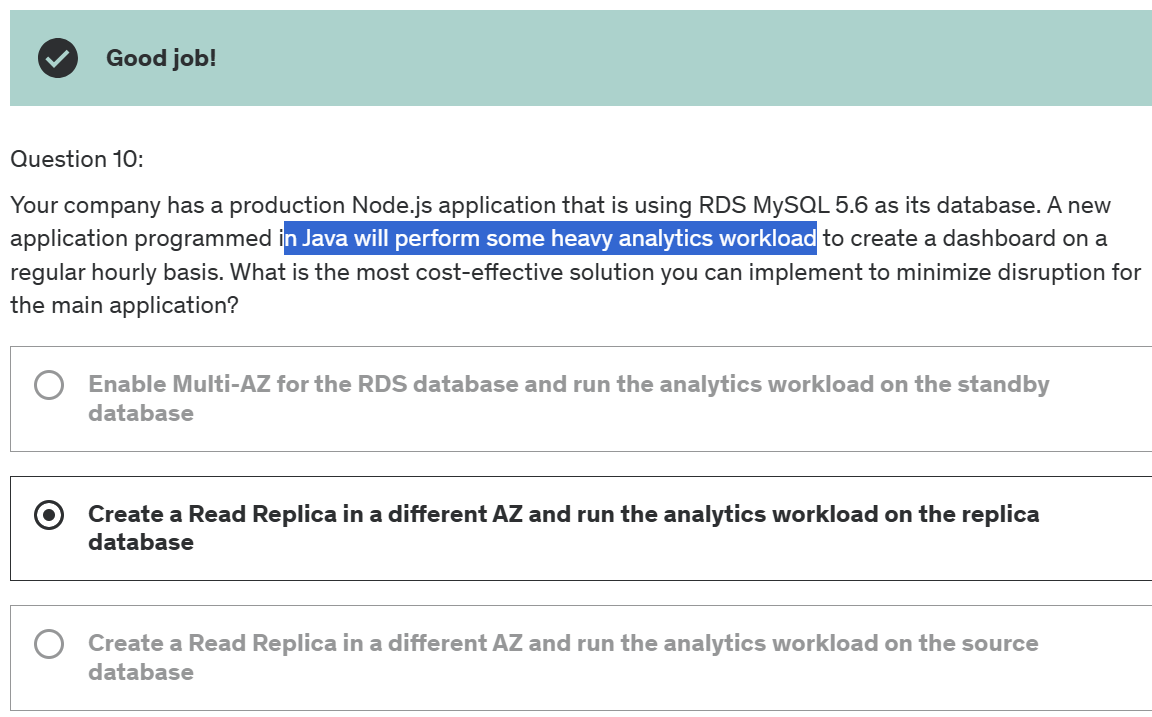 Good job!
Question 10:
Your company has a production Node.js application that is using RDS MySQL 5.6 as its database. A new
application programmed in Java will perform some heavy analytics workload to create a dashboard on a
regular hourly basis. What is the most cost-effective solution you can implement to minimize disruption for
the main application?
Enable Multi-AZ for the RDS database and run the analytics workload on the standby
database
Create a Read Replica in a different AZ and run the analytics workload on the replica
database
Create a Read Replica in a different AZ and run the analytics workload on the source
database